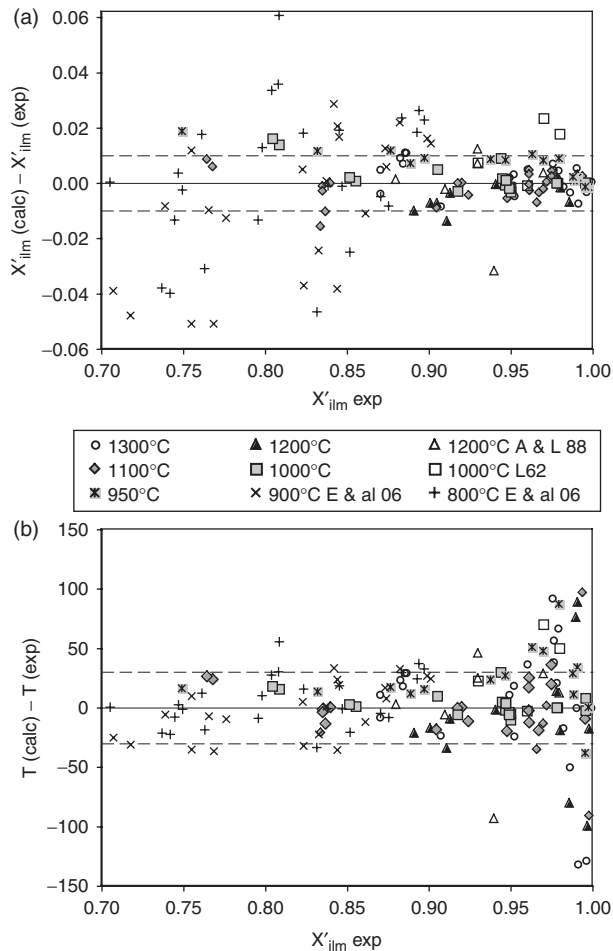 (a)
0.06
0.04
0.02
0.00
−0.02
−0.04
−0.06
X′ilm (calc) − X′ilm (exp)
0.70 0.75 0.80 0.85 0.90 0.95 1.00
X′ilm exp
1300°C 1200°C 1200°C A & L 88
1100°C 1000°C 1000°C L62
950°C 900°C E & al 06 800°C E & al 06
(b)
150
100
50
0
−50
−100
−150
T (calc) − T (exp)
0.70 0.75 0.80 0.85 0.90 0.95 1.00
X′ilm exp